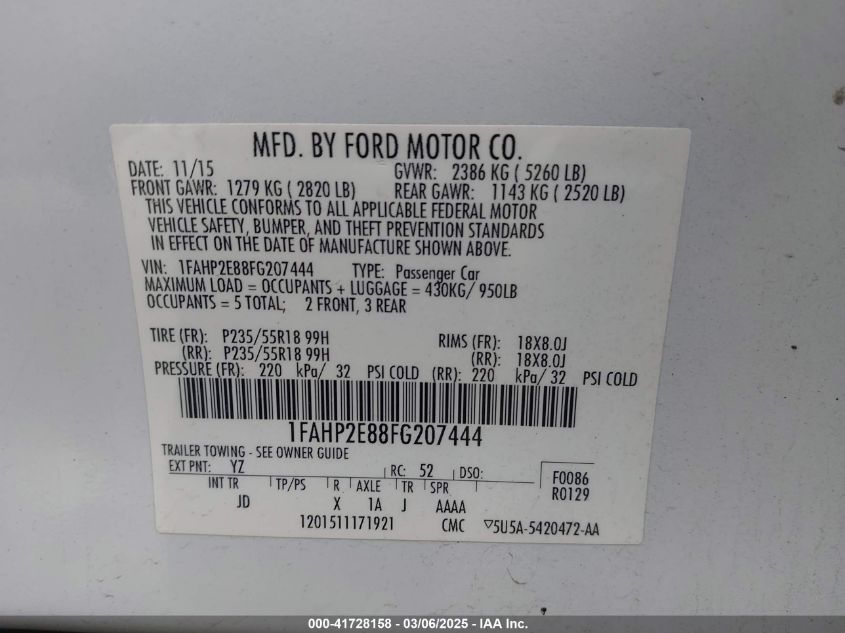 MFD. BY FORD MOTOR CO.
DATE: 11/15 GVWR: 2386 KG ( 5260 LB)
FRONT GAWR: 1279 KG ( 2820 LB) REAR GAWR: 1143 KG ( 2520 LB)
THIS VEHICLE CONFORMS TO ALL APPLICABLE FEDERAL MOTOR
VEHICLE SAFETY, BUMPER, AND THEFT PREVENTION STANDARDS
IN EFFECT ON THE DATE OF MANUFACTURE SHOWN ABOVE.
VIN: 1FAHP2E88FG207444 TYPE: Passenger Car
MAXIMUM LOAD = OCCUPANTS + LUGGAGE = 430KG/ 950LB
OCCUPANTS = 5 TOTAL; 2 FRONT, 3 REAR
TIRE (FR): P235/55R18 99H RIMS (FR): 18X8.0J
(RR): P235/55R18 99H (RR): 18X8.0J
PRESSURE (FR): 220 kPa/ 32 PSI COLD (RR): 220 kPa/ 32 PSI COLD
1FAHP2E88FG207444
TRAILER TOWING - SEE OWNER GUIDE
EXT PNT: YZ RC: 52 DSO: F0086
INT TR TP/PS R AXLE TR SPR R0129
JD X 1A J AAAA
1201511171921 CMC ▽5U5A-5420472-AA
000-41728158 - 03/06/2025 - IAA Inc.